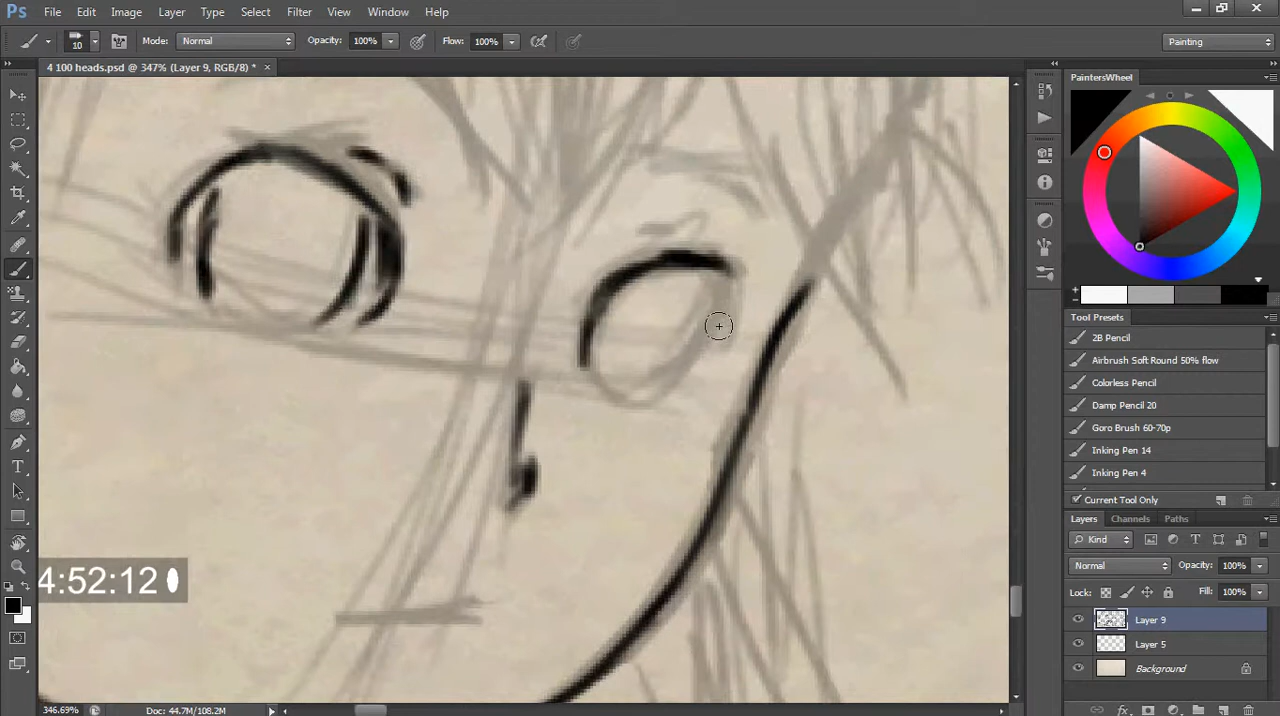 Ps File Edit Image Layer Type Select Filter View Window Help
10 Mode: Normal Opacity: 100% Flow: 100% Painting
4 100 heads.psd @ 347% (Layer 9, RGB/8) * ×
PaintersWheel
Tool Presets
2B Pencil
Airbrush Soft Round 50% flow
Colorless Pencil
Damp Pencil 20
Goro Brush 60-70p
Inking Pen 14
Inking Pen 4
Current Tool Only
Layers Channels Paths
Kind
Normal Opacity: 100%
Lock: Fill: 100%
Layer 9
Layer 5
Background
4:52:12
346.69% Doc: 44.7M/108.2M